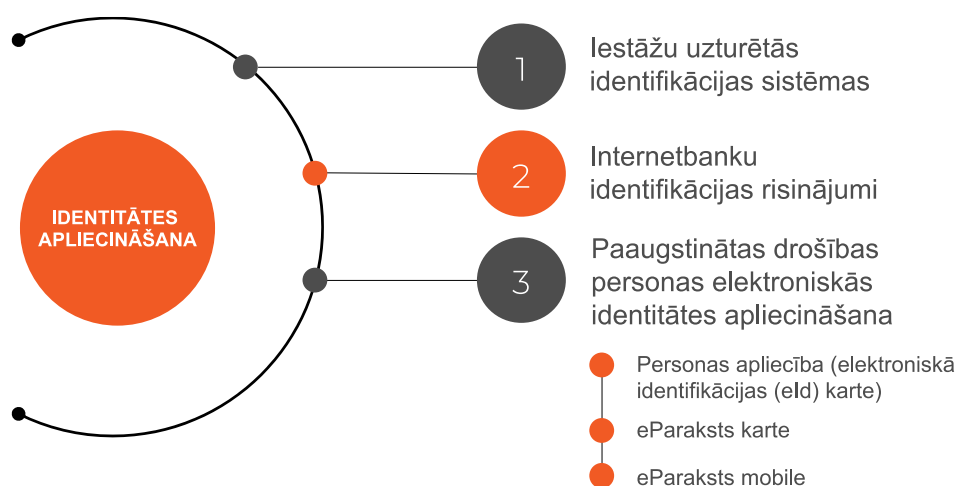 IDENTITĀTES
APLIECINĀŠANA
1
Iestāžu uzturētās
identifikācijas sistēmas
2
Internetbanku
identifikācijas risinājumi
3
Paaugstinātas drošības
personas elektroniskās
identitātes apliecināšana
Personas apliecība (elektroniskā
identifikācijas (eId) karte)
eParaksts karte
eParaksts mobile